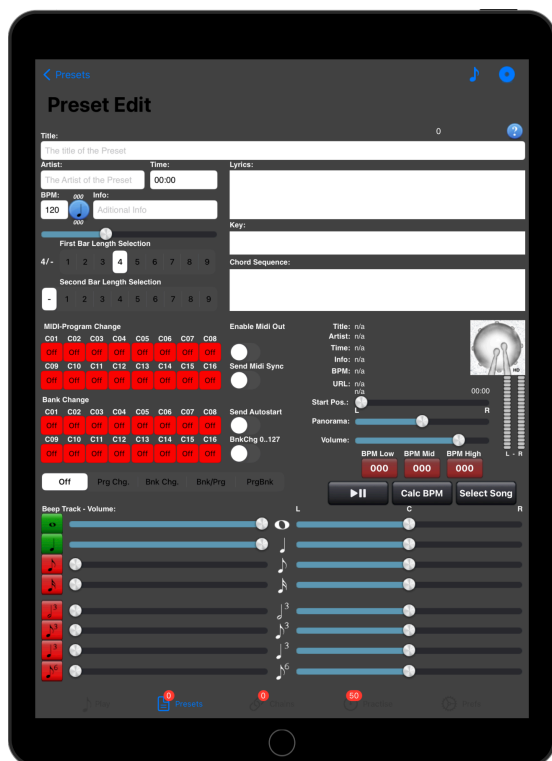 Presets
Preset Edit
0
?
Title:
The title of the Preset
Artist: Time: Lyrics:
The Artist of the Preset 00:00
BPM: 000 Info:
120 Aditional Info
000
Key:
First Bar Length Selection
4/- 1 2 3 4 5 6 7 8 9
Chord Sequence:
Second Bar Length Selection
- 1 2 3 4 5 6 7 8 9
MIDI-Program Change Enable Midi Out Title: n/a
C01 C02 C03 C04 C05 C06 C07 C08 Artist: n/a
Off Off Off Off Off Off Off Off Time: n/a
C09 C10 C11 C12 C13 C14 C15 C16 Send Midi Sync Info: n/a
Off Off Off Off Off Off Off Off BPM: n/a
HD
URL: n/a
n/a 00:00
Bank Change Start Pos.:
C01 C02 C03 C04 C05 C06 C07 C08 Send Autostart L R
Off Off Off Off Off Off Off Off Panorama:
C09 C10 C11 C12 C13 C14 C15 C16 BnkChg 0..127 Volume:
Off Off Off Off Off Off Off Off
BPM Low BPM Mid BPM High L - R
000 000 000
Off Prg Chg. Bnk Chg. Bnk/Prg PrgBnk
Calc BPM Select Song
Beep Track - Volume: L C R
3 3
3 3
3 3
6 6
0 0 50
Presets